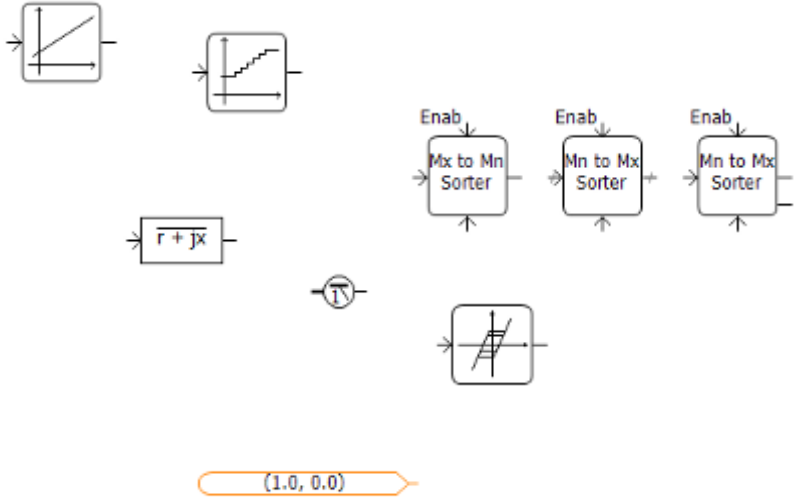 Enab
Mx to Mn
Sorter
Enab
Mn to Mx
Sorter
Enab
Mn to Mx
Sorter
r + jx
(1.0, 0.0)